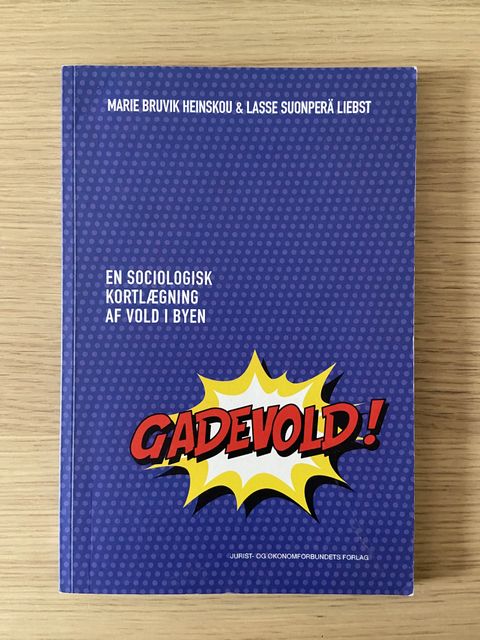 MARIE BRUVIK HEINSKOU & LASSE SUONPERÄ LIEBST
EN SOCIOLOGISK
KORTLÆGNING
AF VOLD I BYEN
GADEVOLD!
JURIST- OG ØKONOMFORBUNDETS FORLAG